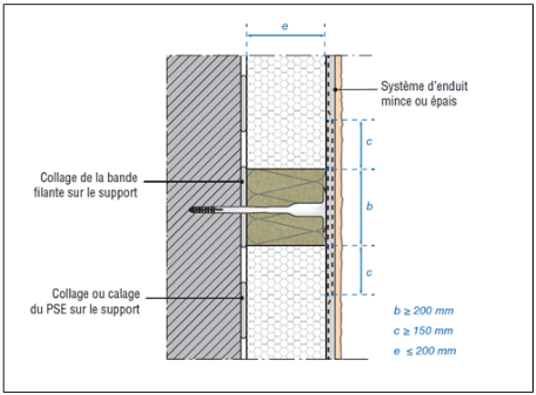 e
Système d'enduit
mince ou épais
c
Collage de la bande
filante sur le support
b
c
Collage ou calage
du PSE sur le support
b ≥ 200 mm
c ≥ 150 mm
e ≤ 200 mm